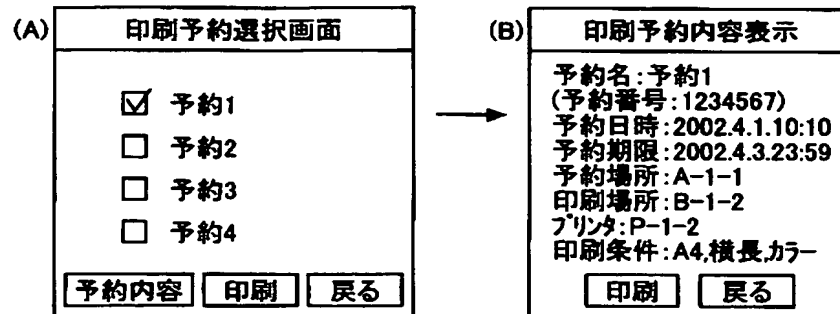 (A)
印刷予約選択画面
予約1
予約2
予約3
予約4
予約内容 印刷 戻る
(B)
印刷予約内容表示
予約名:予約1
(予約番号:1234567)
予約日時:2002.4.1.10:10
予約期限:2002.4.3.23:59
予約場所:A-1-1
印刷場所:B-1-2
プリンタ:P-1-2
印刷条件:A4,横長,カラー
印刷 戻る